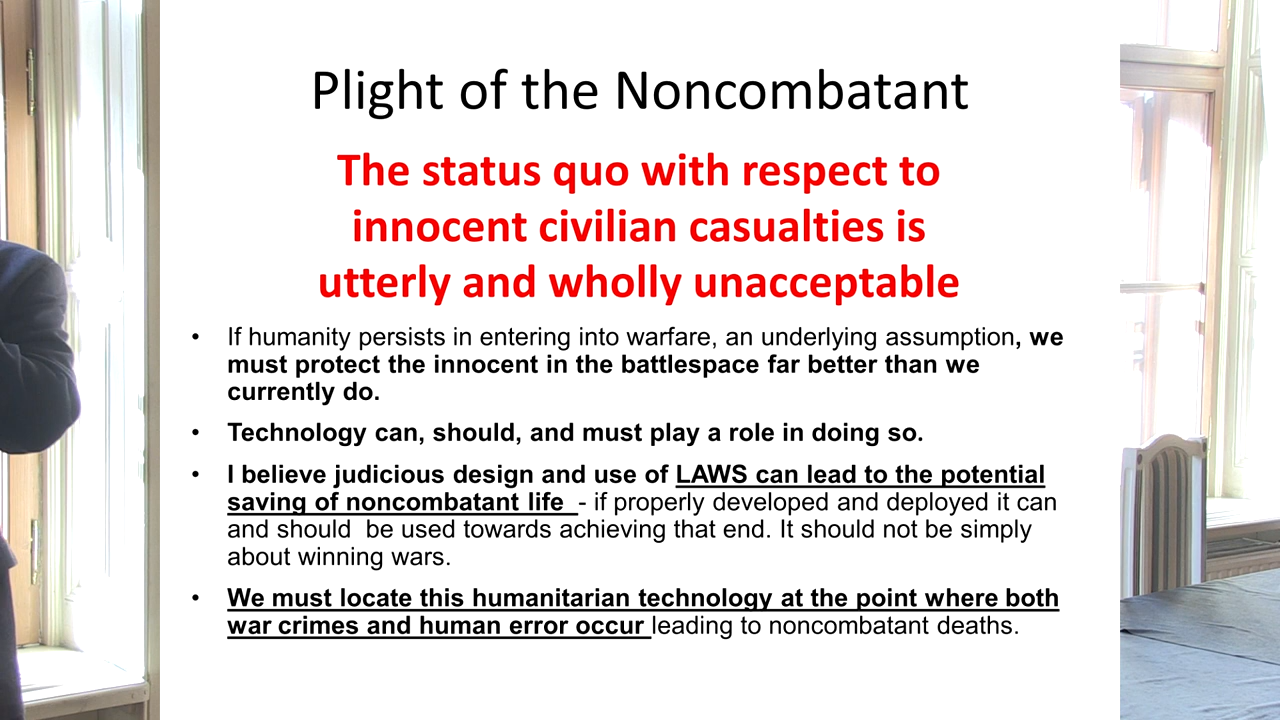 Plight of the Noncombatant
The status quo with respect to
innocent civilian casualties is
utterly and wholly unacceptable
• If humanity persists in entering into warfare, an underlying assumption, we
must protect the innocent in the battlespace far better than we
currently do.
• Technology can, should, and must play a role in doing so.
• I believe judicious design and use of LAWS can lead to the potential
saving of noncombatant life - if properly developed and deployed it can
and should be used towards achieving that end. It should not be simply
about winning wars.
• We must locate this humanitarian technology at the point where both
war crimes and human error occur leading to noncombatant deaths.